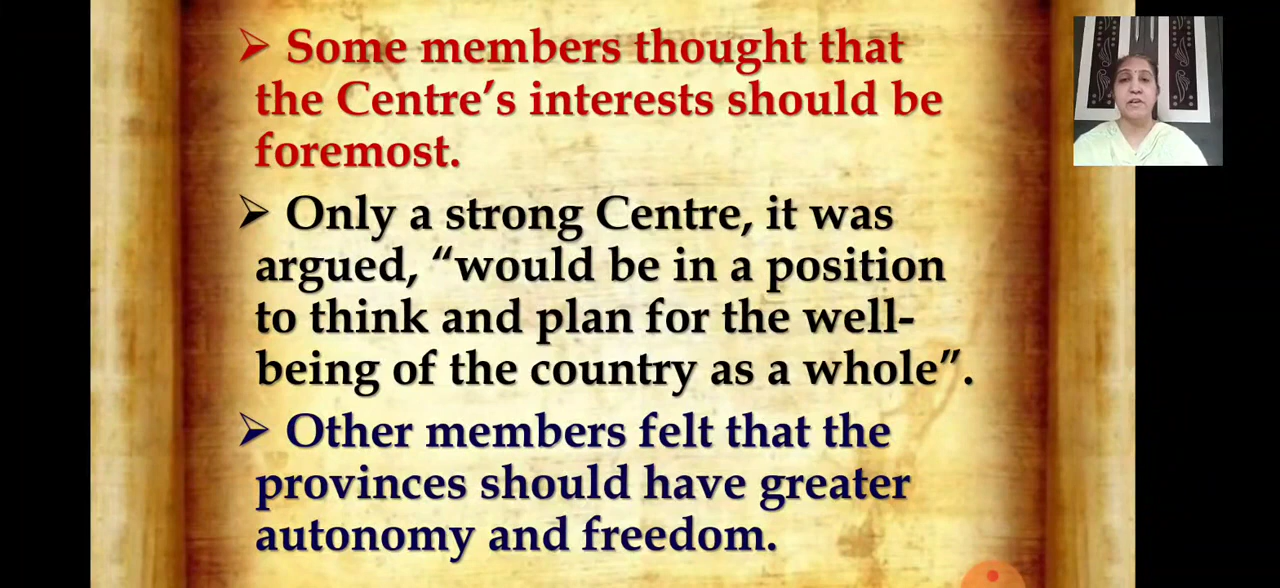 ➢ Some members thought that
the Centre’s interests should be
foremost.
➢ Only a strong Centre, it was
argued, “would be in a position
to think and plan for the well-
being of the country as a whole”.
➢ Other members felt that the
provinces should have greater
autonomy and freedom.